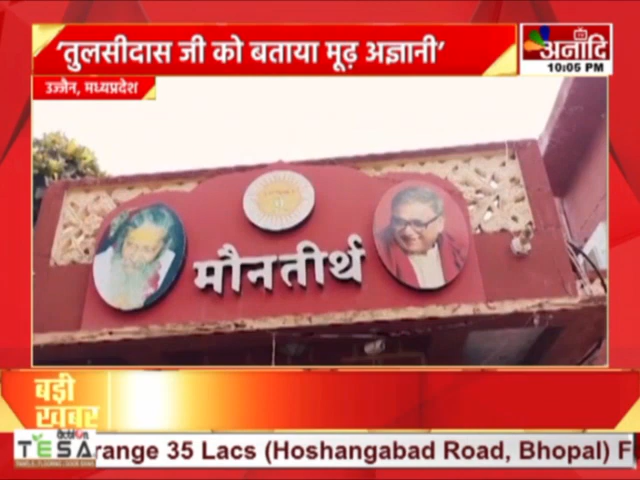 ‘तुलसीदास जी को बताया मूढ़ अज्ञानी’
अनादि
10:05 PM
उज्जैन, मध्यप्रदेश
मौनतीर्थ
बड़ी
खबर
action
TESA
range 35 Lacs (Hoshangabad Road, Bhopal) F